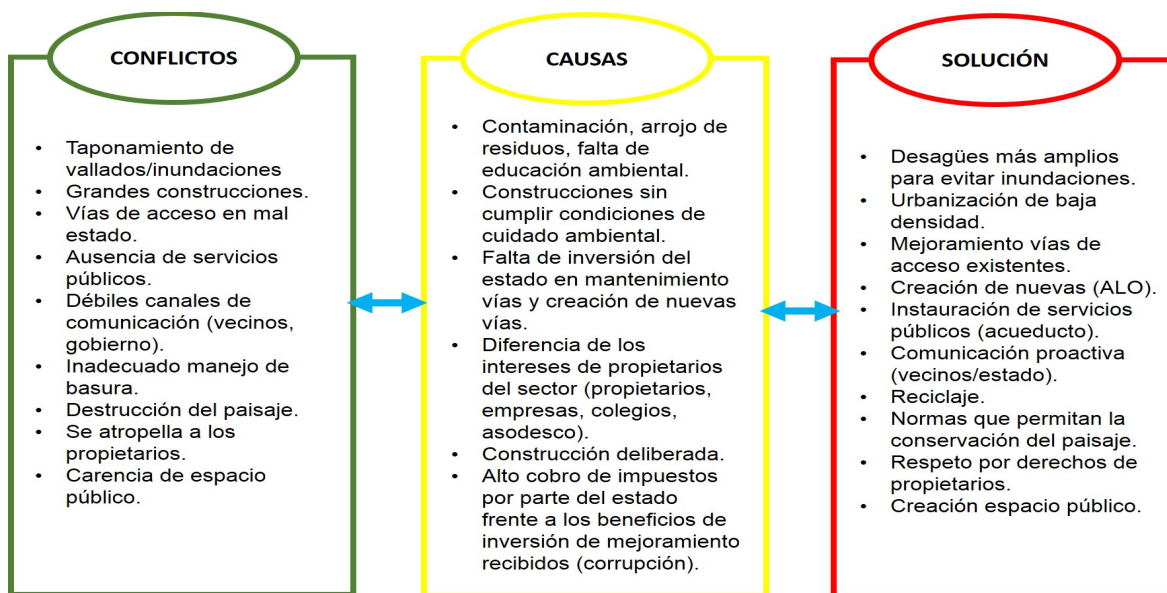 CONFLICTOS
• Taponamiento de
vallados/inundaciones
• Grandes construcciones.
• Vías de acceso en mal
estado.
• Ausencia de servicios
públicos.
• Débiles canales de
comunicación (vecinos,
gobierno).
• Inadecuado manejo de
basura.
• Destrucción del paisaje.
• Se atropella a los
propietarios.
• Carencia de espacio
público.
CAUSAS
• Contaminación, arrojo de
residuos, falta de
educación ambiental.
• Construcciones sin
cumplir condiciones de
cuidado ambiental.
• Falta de inversión del
estado en mantenimiento
vías y creación de nuevas
vías.
• Diferencia de los
intereses de propietarios
del sector (propietarios,
empresas, colegios,
asodesco).
• Construcción deliberada.
• Alto cobro de impuestos
por parte del estado
frente a los beneficios de
inversión de mejoramiento
recibidos (corrupción).
SOLUCIÓN
• Desagües más amplios
para evitar inundaciones.
• Urbanización de baja
densidad.
• Mejoramiento vías de
acceso existentes.
• Creación de nuevas (ALO).
• Instauración de servicios
públicos (acueducto).
• Comunicación proactiva
(vecinos/estado).
• Reciclaje.
• Normas que permitan la
conservación del paisaje.
• Respeto por derechos de
propietarios.
• Creación espacio público.